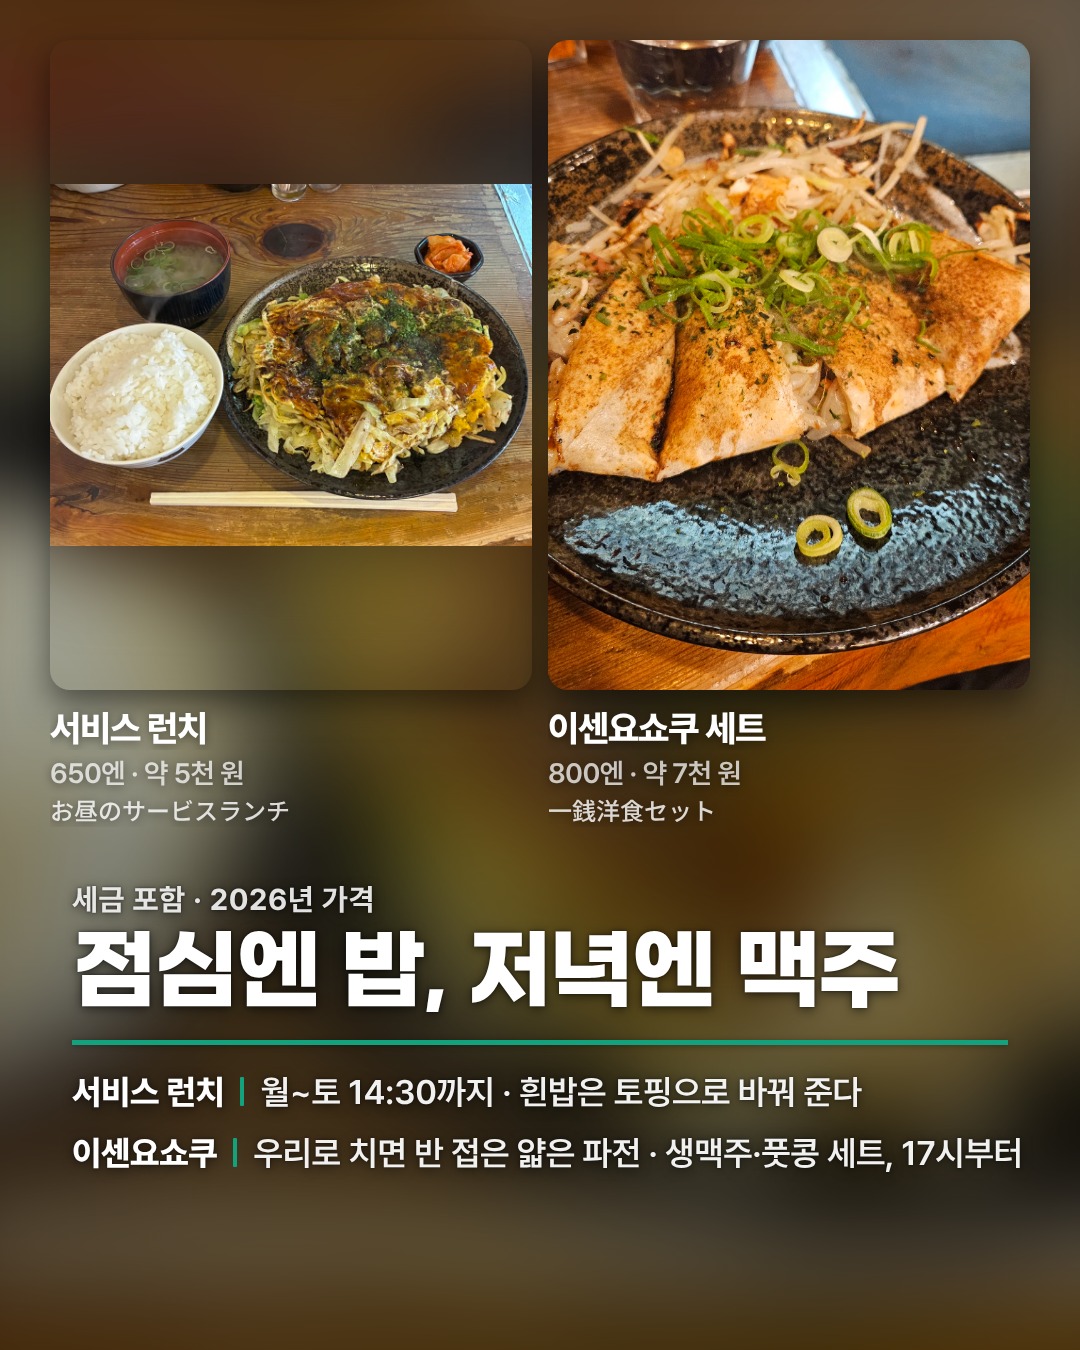 서비스 런치
650엔 · 약 5천 원
お昼のサービスランチ
이센요쇼쿠 세트
800엔 · 약 7천 원
一銭洋食セット
세금 포함 · 2026년 가격
점심엔 밥, 저녁엔 맥주
서비스 런치 | 월~토 14:30까지 · 흰밥은 토핑으로 바꿔 준다
이센요쇼쿠 | 우리로 치면 반 접은 얇은 파전 · 생맥주·풋콩 세트, 17시부터